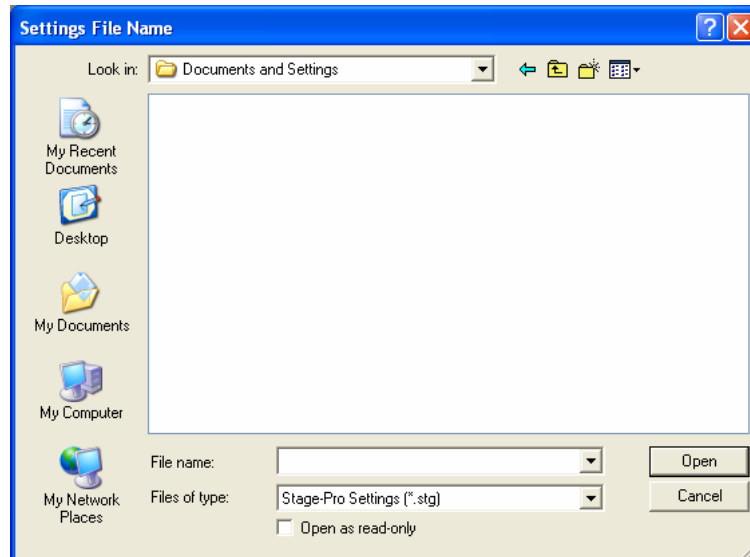 Settings File Name
Look in:
Documents and Settings
My Recent
Documents
Desktop
My Documents
My Computer
My Network
Places
File name:
Open
Files of type:
Stage-Pro Settings (*.stg)
Cancel
Open as read-only